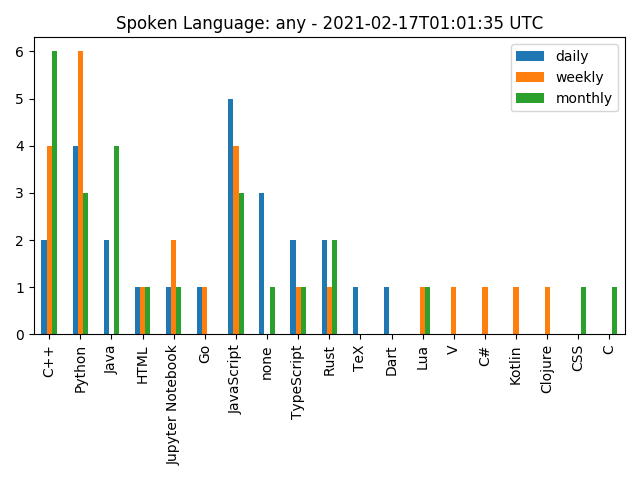 Spoken Language: any - 2021-02-17T01:01:35 UTC
daily
weekly
monthly
6
5
4
3
2
1
0
C++
Python
Java
HTML
Jupyter Notebook
Go
JavaScript
none
TypeScript
Rust
TeX
Dart
Lua
V
C#
Kotlin
Clojure
CSS
C